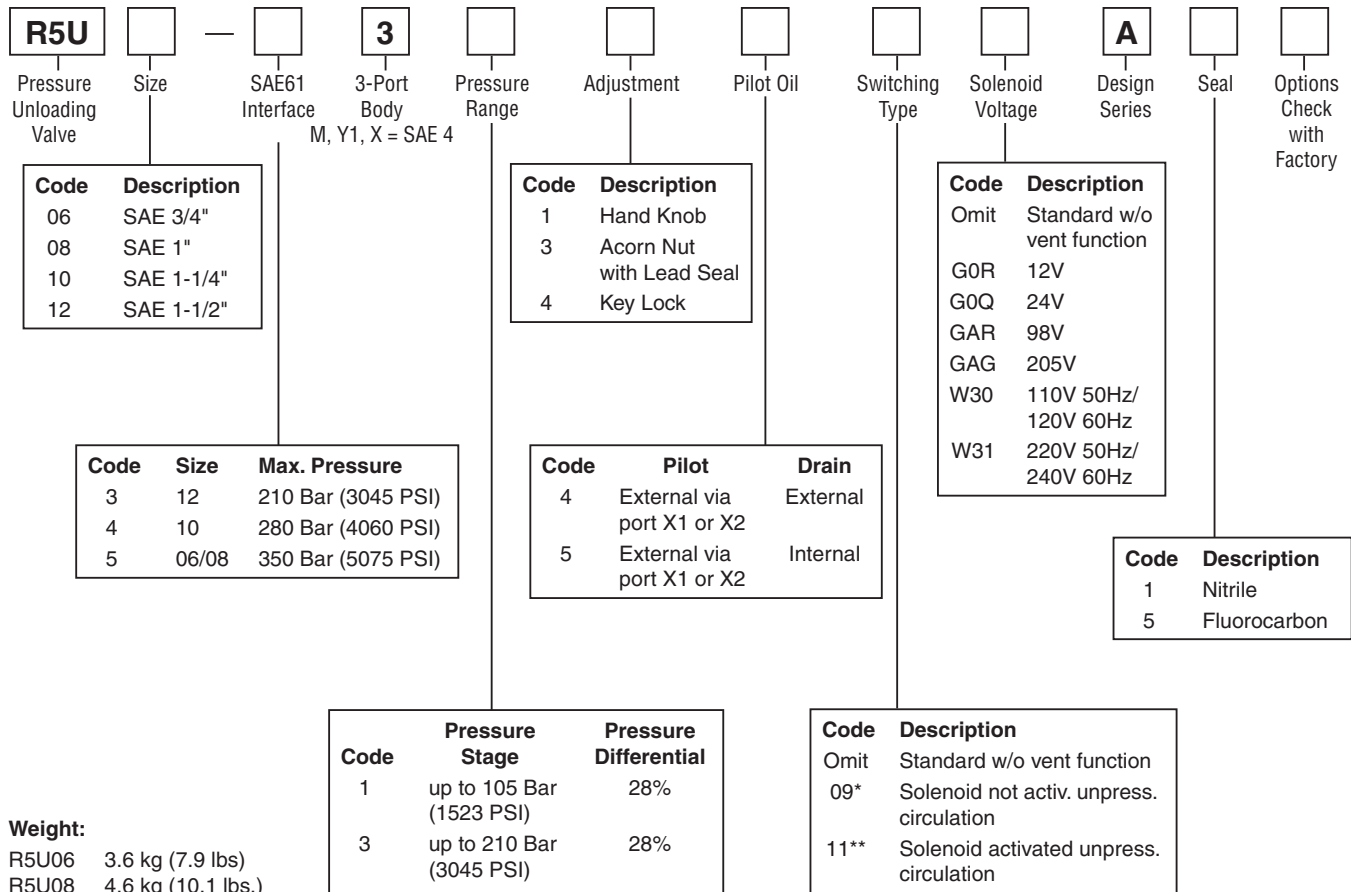 R5U — 3 A
Pressure Unloading Valve
Size
SAE61 Interface
3-Port Body
M, Y1, X = SAE 4
Pressure Range
Adjustment
Pilot Oil
Switching Type
Solenoid Voltage
Design Series
Seal
Options Check with Factory
Code Description
06 SAE 3/4"
08 SAE 1"
10 SAE 1-1/4"
12 SAE 1-1/2"
Code Description
1 Hand Knob
3 Acorn Nut
with Lead Seal
4 Key Lock
Code Description
Omit Standard w/o
vent function
G0R 12V
G0Q 24V
GAR 98V
GAG 205V
W30 110V 50Hz/
120V 60Hz
W31 220V 50Hz/
240V 60Hz
Code Size Max. Pressure
3 12 210 Bar (3045 PSI)
4 10 280 Bar (4060 PSI)
5 06/08 350 Bar (5075 PSI)
Code Pilot Drain
4 External via External
port X1 or X2
5 External via Internal
port X1 or X2
Code Description
1 Nitrile
5 Fluorocarbon
Pressure Pressure
Code Stage Differential
1 up to 105 Bar 28%
(1523 PSI)
3 up to 210 Bar 28%
(3045 PSI)
Code Description
Omit Standard w/o vent function
09* Solenoid not activ. unpress.
circulation
11** Solenoid activated unpress.
circulation
Weight:
R5U06 3.6 kg (7.9 lbs)
R5U08 4.6 kg (10.1 lbs.)